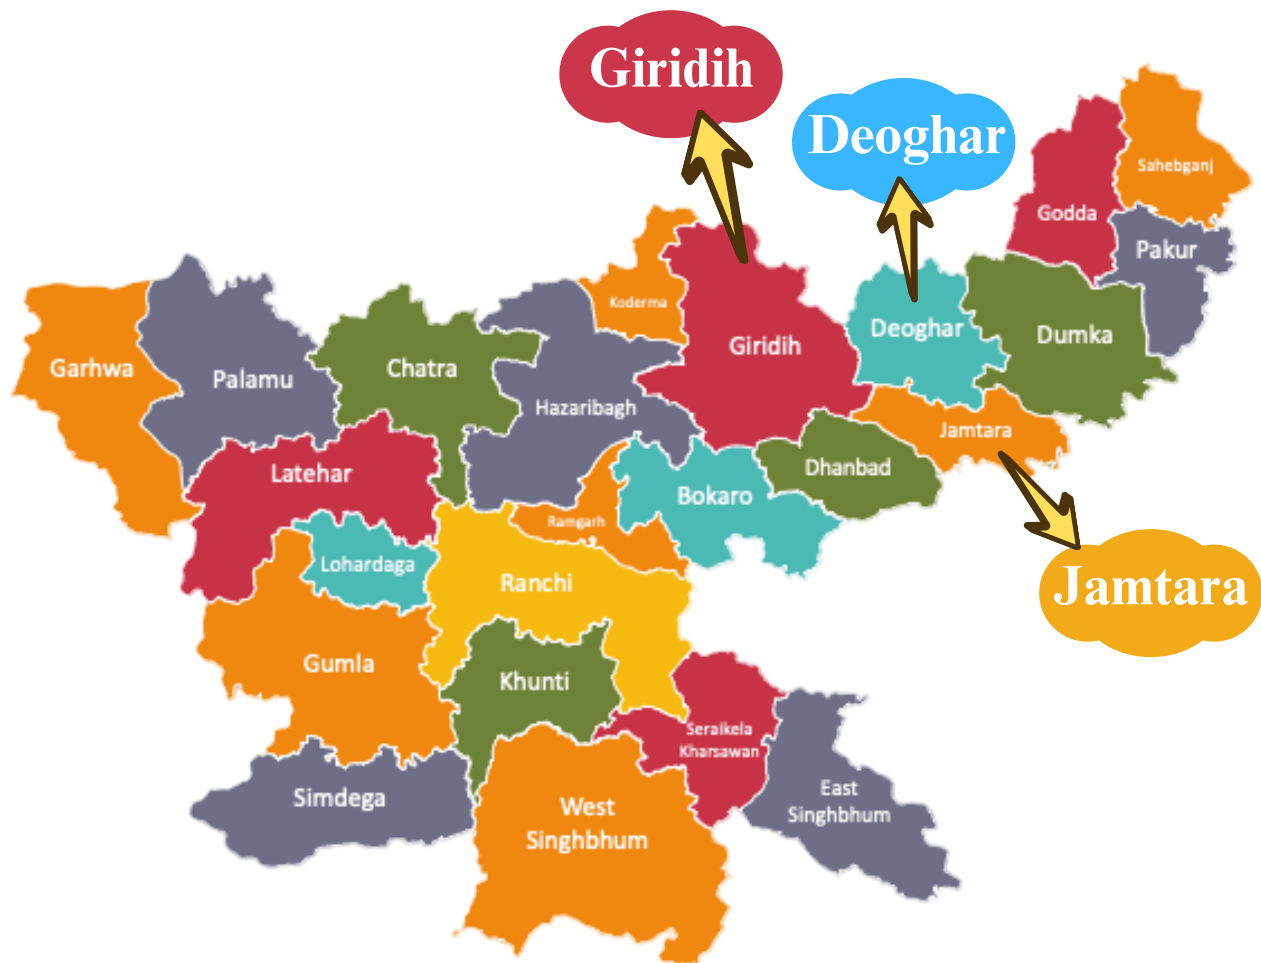 Giridih
Deoghar
Sahebganj
Godda
Pakur
Koderma
Deoghar
Dumka
Giridih
Garhwa
Palamu
Chatra
Hazaribagh
Jamtara
Latehar
Dhanbad
Bokaro
Ramgarh
Lohardaga
Ranchi
Jamtara
Gumla
Khunti
Seraikela
Kharsawan
Simdega
East
Singhbhum
West
Singhbhum